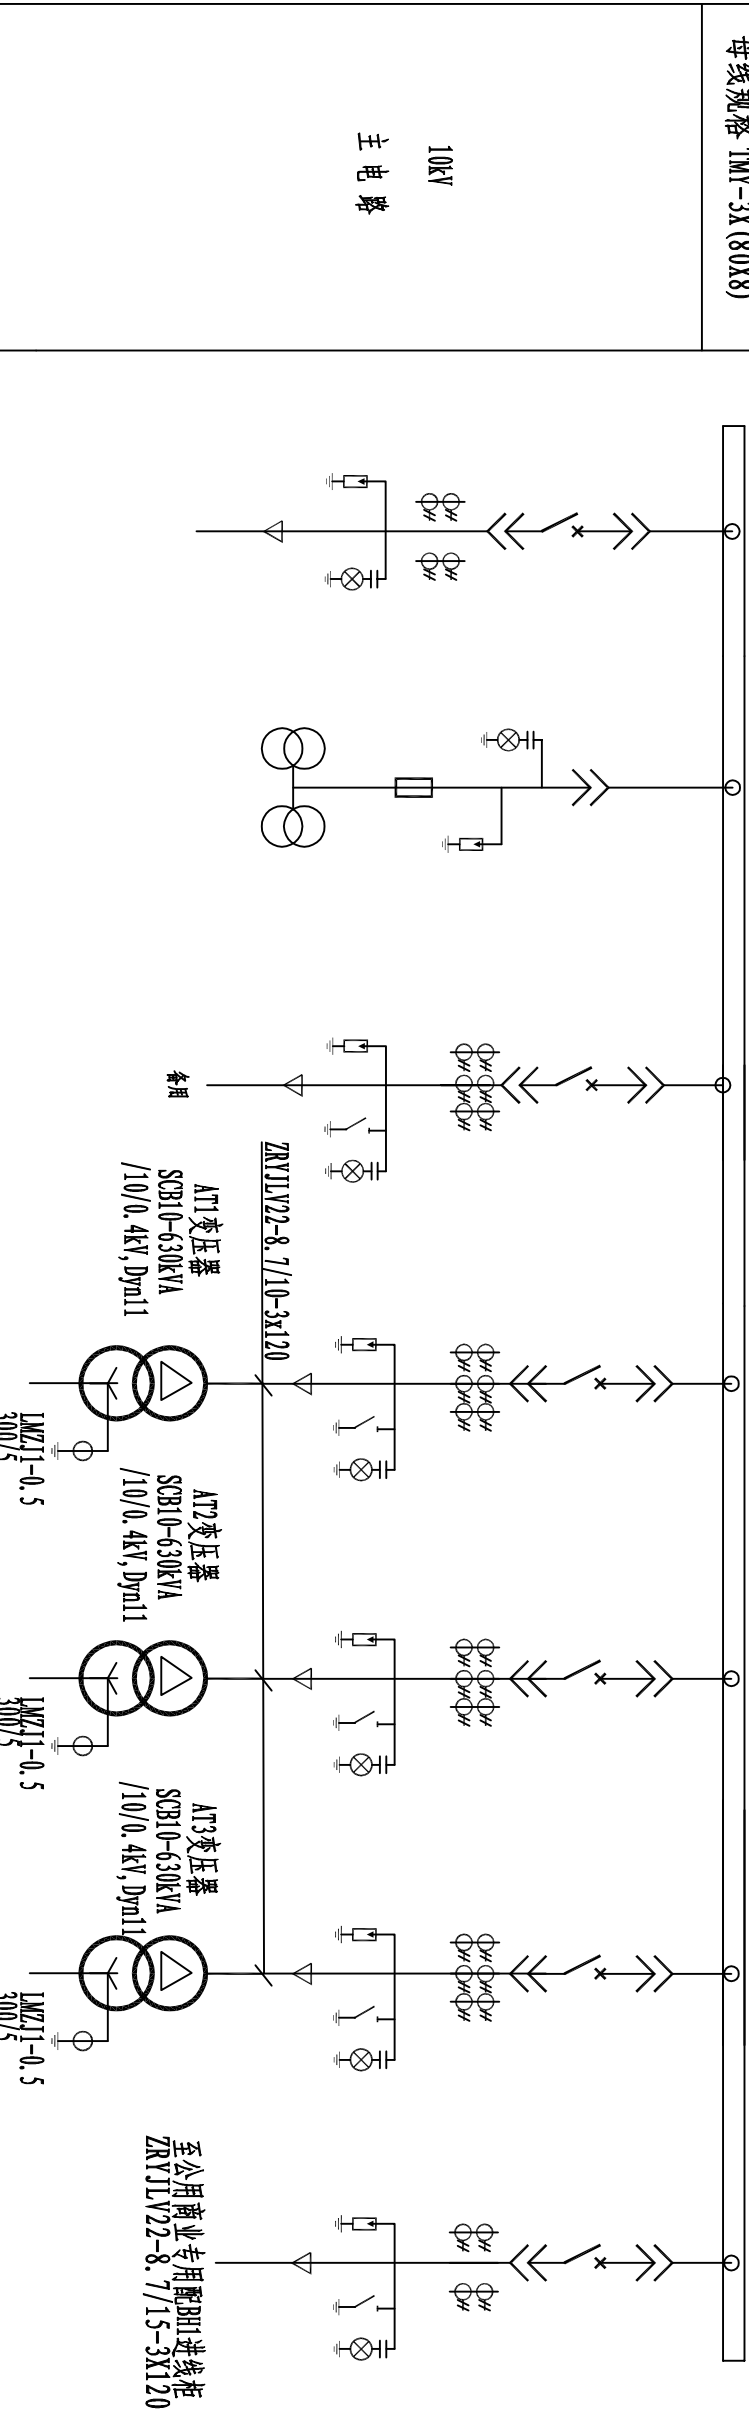 母线规格 TMY-3X(80X8)
10kV
主电路
备用
ZRYJLV22-8.7/10-3x120
AT1变压器
SCB10-630kVA
/10/0.4kV,Dyn11
LMZJ1-0.5
300/5
AT2变压器
SCB10-630kVA
/10/0.4kV,Dyn11
LMZJ1-0.5
300/5
AT3变压器
SCB10-630kVA
/10/0.4kV,Dyn11
LMZJ1-0.5
300/5
至公用商业专用配BH1进线柜
ZRYJLV22-8.7/15-3X120